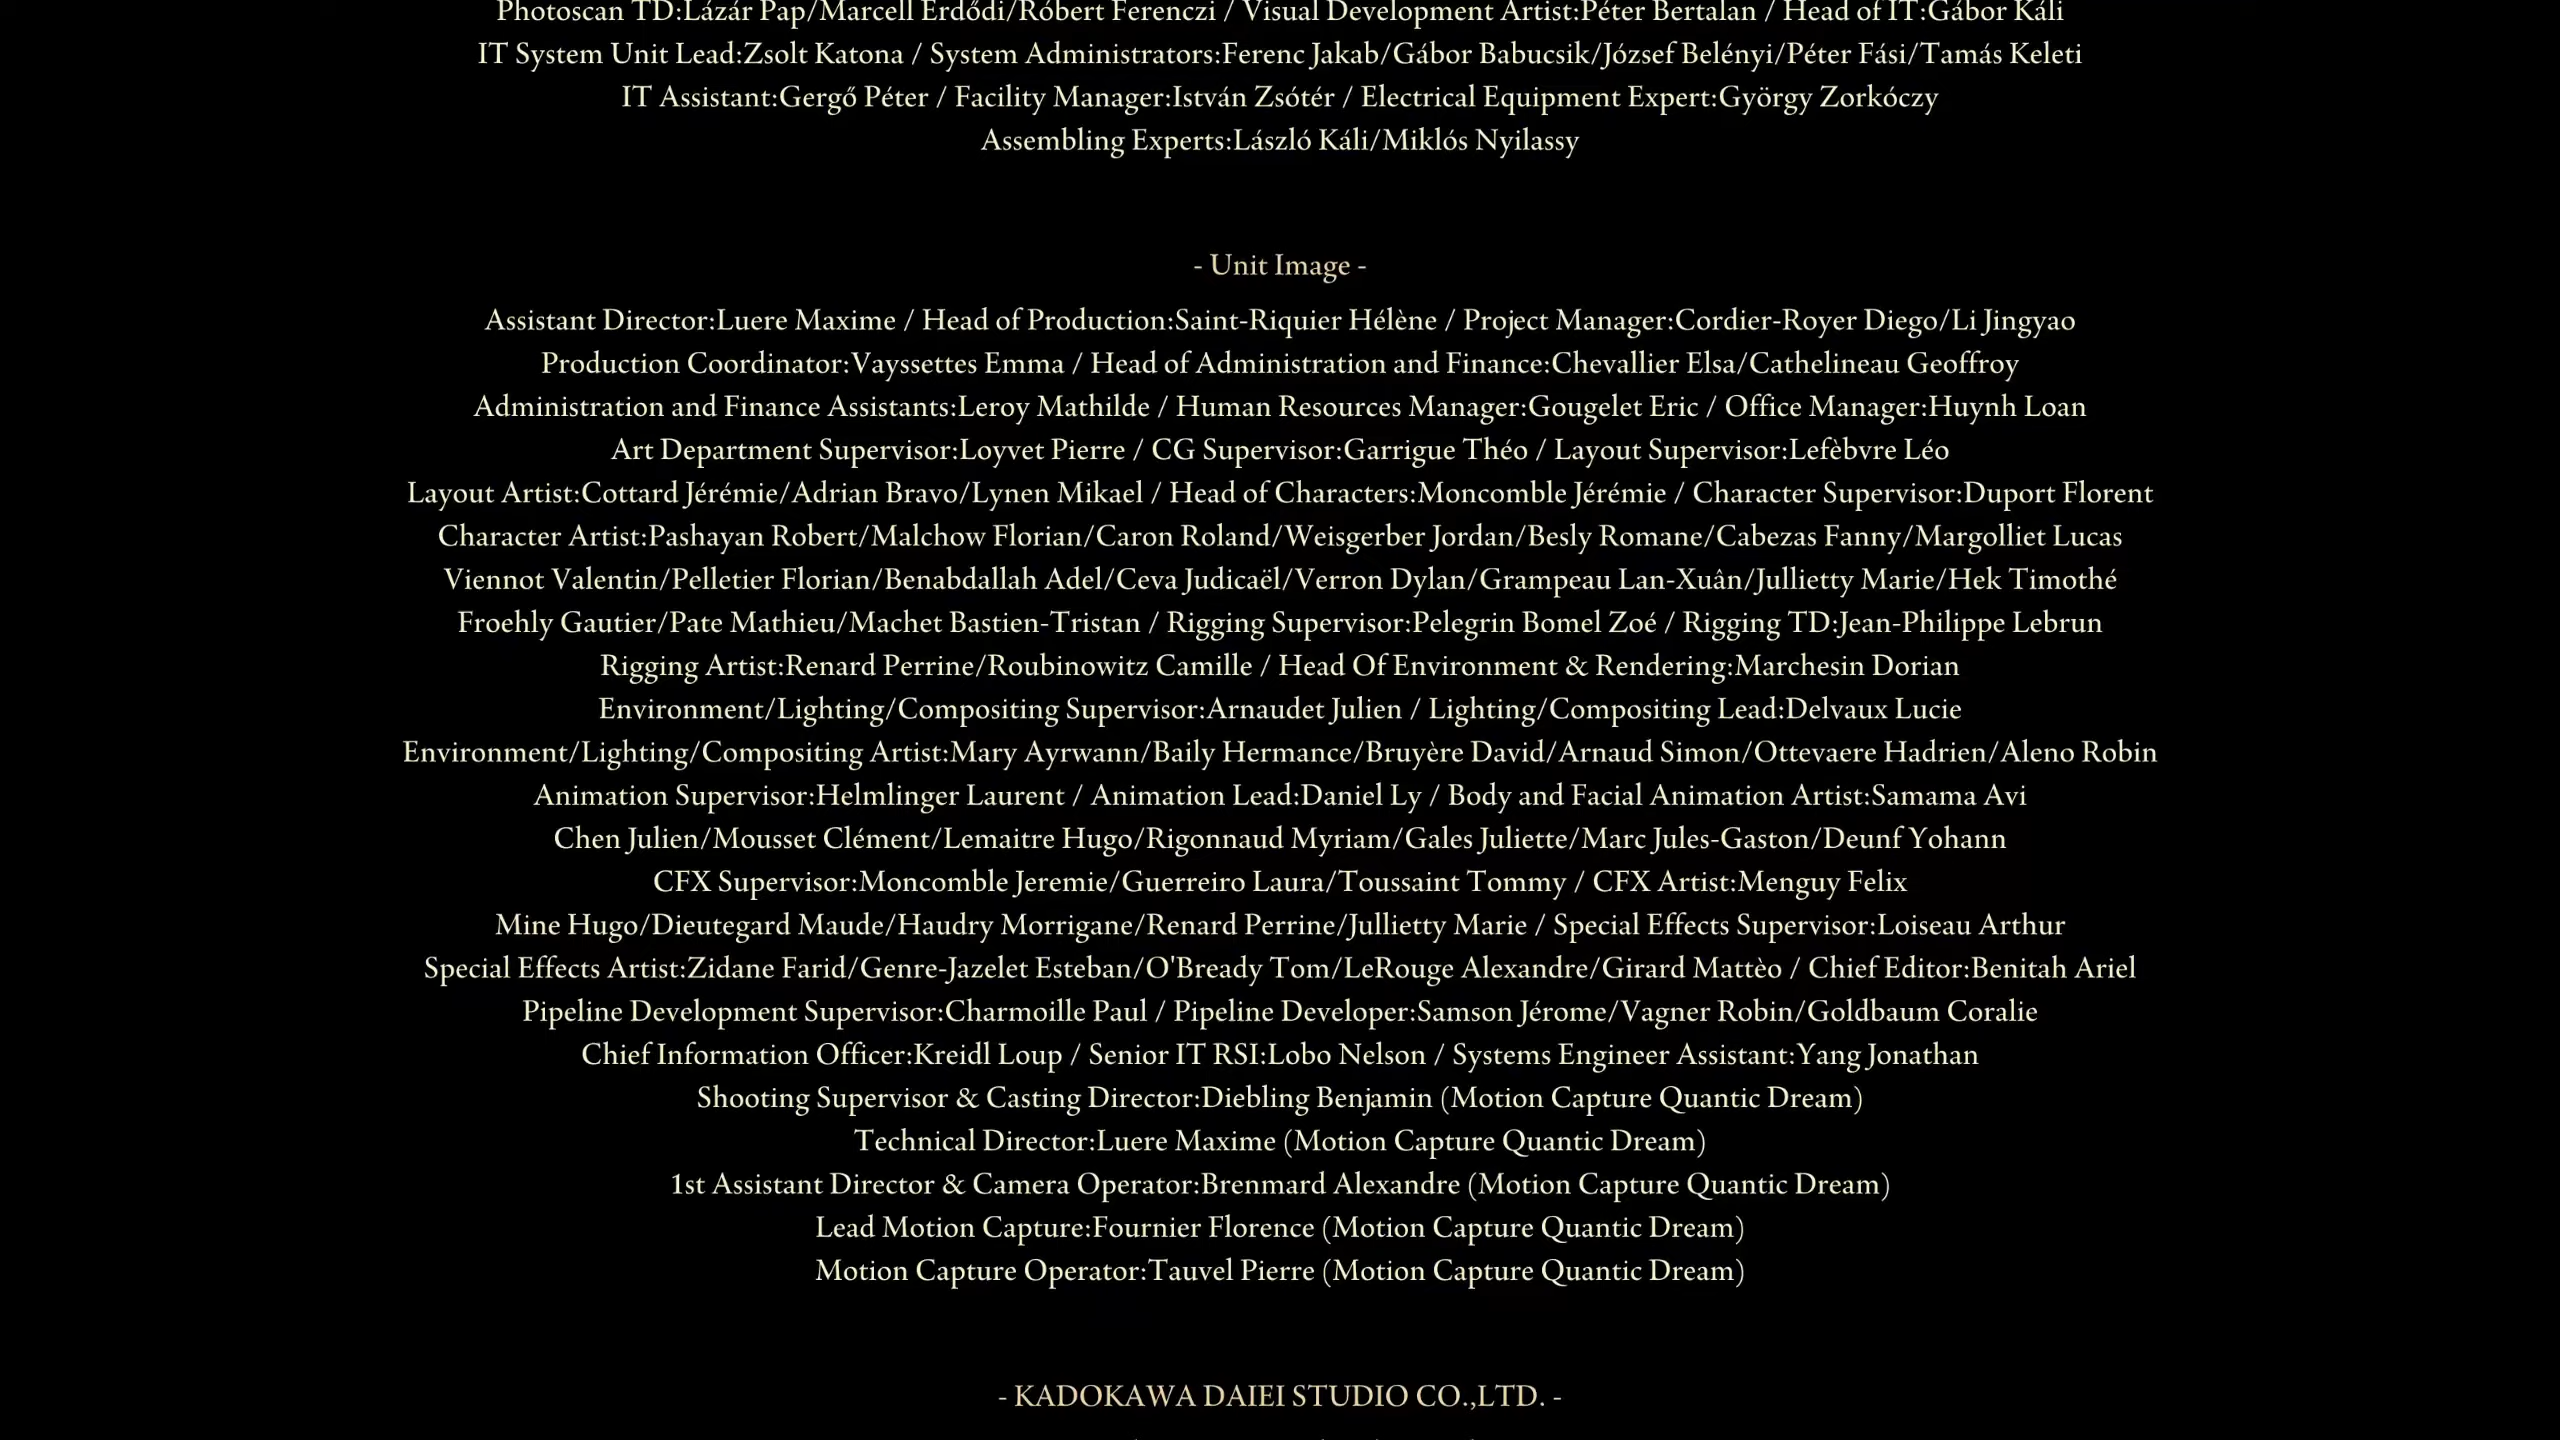 Photoscan TD:Lázár Pap/Marcell Erdődi/Róbert Ferenczi / Visual Development Artist:Péter Bertalan / Head of IT:Gábor Káli
IT System Unit Lead:Zsolt Katona / System Administrators:Ferenc Jakab/Gábor Babucsik/József Belényi/Péter Fási/Tamás Keleti
IT Assistant:Gergő Péter / Facility Manager:István Zsótér / Electrical Equipment Expert:György Zorkóczy
Assembling Experts:László Káli/Miklós Nyilassy
- Unit Image -
Assistant Director:Luere Maxime / Head of Production:Saint-Riquier Hélène / Project Manager:Cordier-Royer Diego/Li Jingyao
Production Coordinator:Vayssettes Emma / Head of Administration and Finance:Chevallier Elsa/Cathelineau Geoffroy
Administration and Finance Assistants:Leroy Mathilde / Human Resources Manager:Gougelet Eric / Office Manager:Huynh Loan
Art Department Supervisor:Loyvet Pierre / CG Supervisor:Garrigue Théo / Layout Supervisor:Lefèbvre Léo
Layout Artist:Cottard Jérémie/Adrian Bravo/Lynen Mikael / Head of Characters:Moncomble Jérémie / Character Supervisor:Duport Florent
Character Artist:Pashayan Robert/Malchow Florian/Caron Roland/Weisgerber Jordan/Besly Romane/Cabezas Fanny/Margolliet Lucas
Viennot Valentin/Pelletier Florian/Benabdallah Adel/Ceva Judicaël/Verron Dylan/Grampeau Lan-Xuân/Jullietty Marie/Hek Timothé
Froehly Gautier/Pate Mathieu/Machet Bastien-Tristan / Rigging Supervisor:Pelegrin Bomel Zoé / Rigging TD:Jean-Philippe Lebrun
Rigging Artist:Renard Perrine/Roubinowitz Camille / Head Of Environment & Rendering:Marchesin Dorian
Environment/Lighting/Compositing Supervisor:Arnaudet Julien / Lighting/Compositing Lead:Delvaux Lucie
Environment/Lighting/Compositing Artist:Mary Ayrwann/Baily Hermance/Bruyère David/Arnaud Simon/Ottevaere Hadrien/Aleno Robin
Animation Supervisor:Helmlinger Laurent / Animation Lead:Daniel Ly / Body and Facial Animation Artist:Samama Avi
Chen Julien/Mousset Clément/Lemaitre Hugo/Rigonnaud Myriam/Gales Juliette/Marc Jules-Gaston/Deunf Yohann
CFX Supervisor:Moncomble Jeremie/Guerreiro Laura/Toussaint Tommy / CFX Artist:Menguy Felix
Mine Hugo/Dieutegard Maude/Haudry Morrigane/Renard Perrine/Jullietty Marie / Special Effects Supervisor:Loiseau Arthur
Special Effects Artist:Zidane Farid/Genre-Jazelet Esteban/O'Bready Tom/LeRouge Alexandre/Girard Mattèo / Chief Editor:Benitah Ariel
Pipeline Development Supervisor:Charmoille Paul / Pipeline Developer:Samson Jérome/Vagner Robin/Goldbaum Coralie
Chief Information Officer:Kreidl Loup / Senior IT RSI:Lobo Nelson / Systems Engineer Assistant:Yang Jonathan
Shooting Supervisor & Casting Director:Diebling Benjamin (Motion Capture Quantic Dream)
Technical Director:Luere Maxime (Motion Capture Quantic Dream)
1st Assistant Director & Camera Operator:Brenmard Alexandre (Motion Capture Quantic Dream)
Lead Motion Capture:Fournier Florence (Motion Capture Quantic Dream)
Motion Capture Operator:Tauvel Pierre (Motion Capture Quantic Dream)
- KADOKAWA DAIEI STUDIO CO.,LTD. -